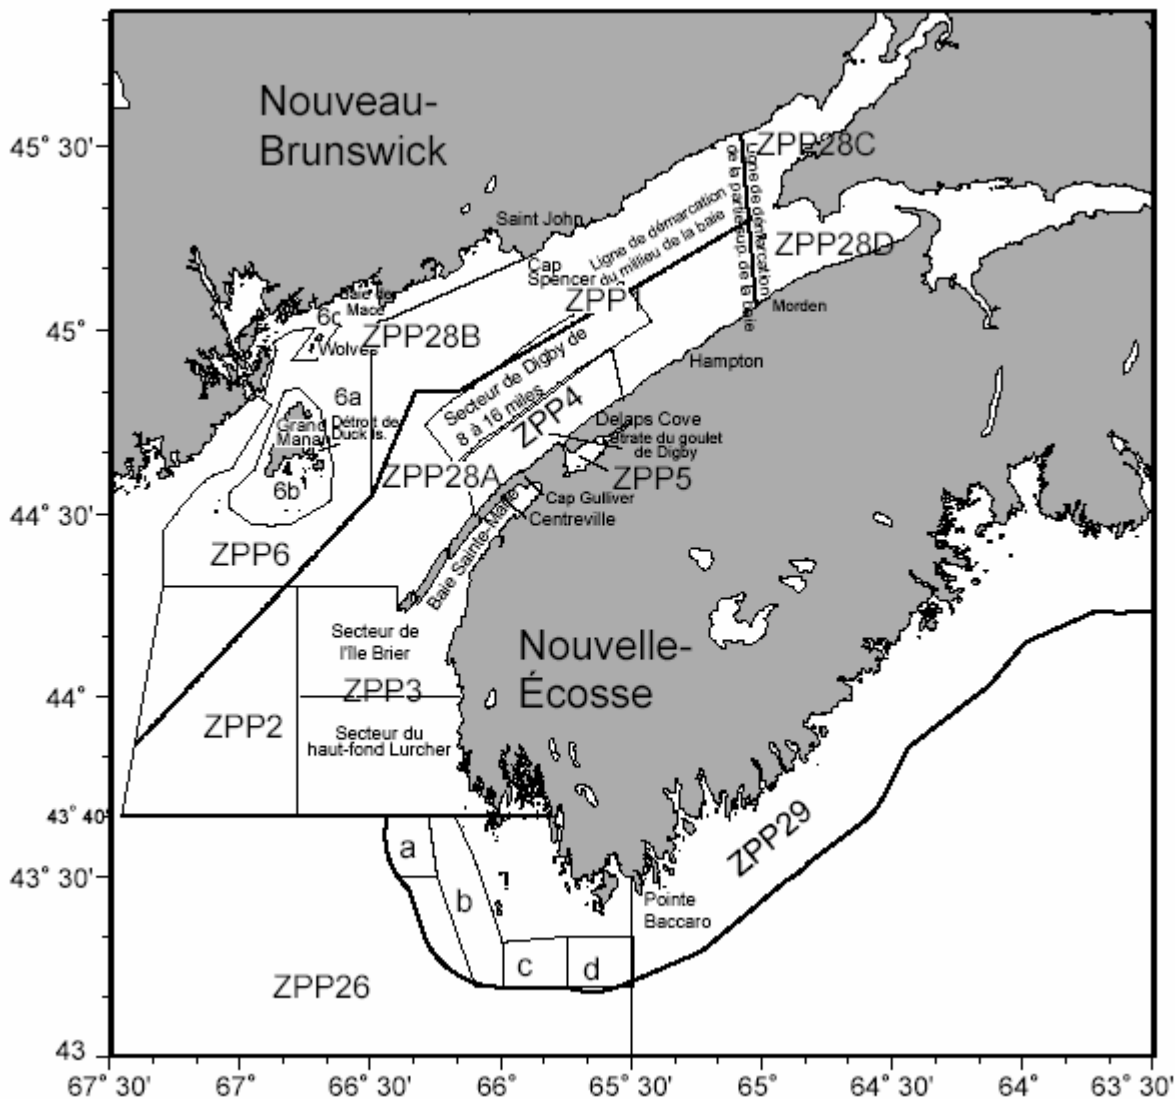 Nouveau-
Brunswick
45° 30'
ZPP28C
Ligne de démarcation
de la partie sup. de la baie
Saint John
Ligne de démarcation
du milieu de la baie
ZPP28D
Cap
Spencer
Baie de
Mace
6c
ZPP1
Morden
45°
ZPP28B
Wolves
Hampton
Secteur de Digby de
8 à 16 miles
6a
ZPP4
Grand
Manan
Détroit de
Duck Is.
Delaps Cove
Strate du goulet
de Digby
ZPP28A
ZPP5
6b
Cap Gulliver
Centreville
44° 30'
Baie Sainte-Marie
ZPP6
Secteur de
l'île Brier
Nouvelle-
Écosse
ZPP3
44°
ZPP2
Secteur du
haut-fond Lurcher
43° 40'
ZPP29
a
43° 30'
b
Pointe
Baccaro
c
d
ZPP26
43
67° 30'
67°
66° 30'
66°
65° 30'
65°
64° 30'
64°
63° 30'